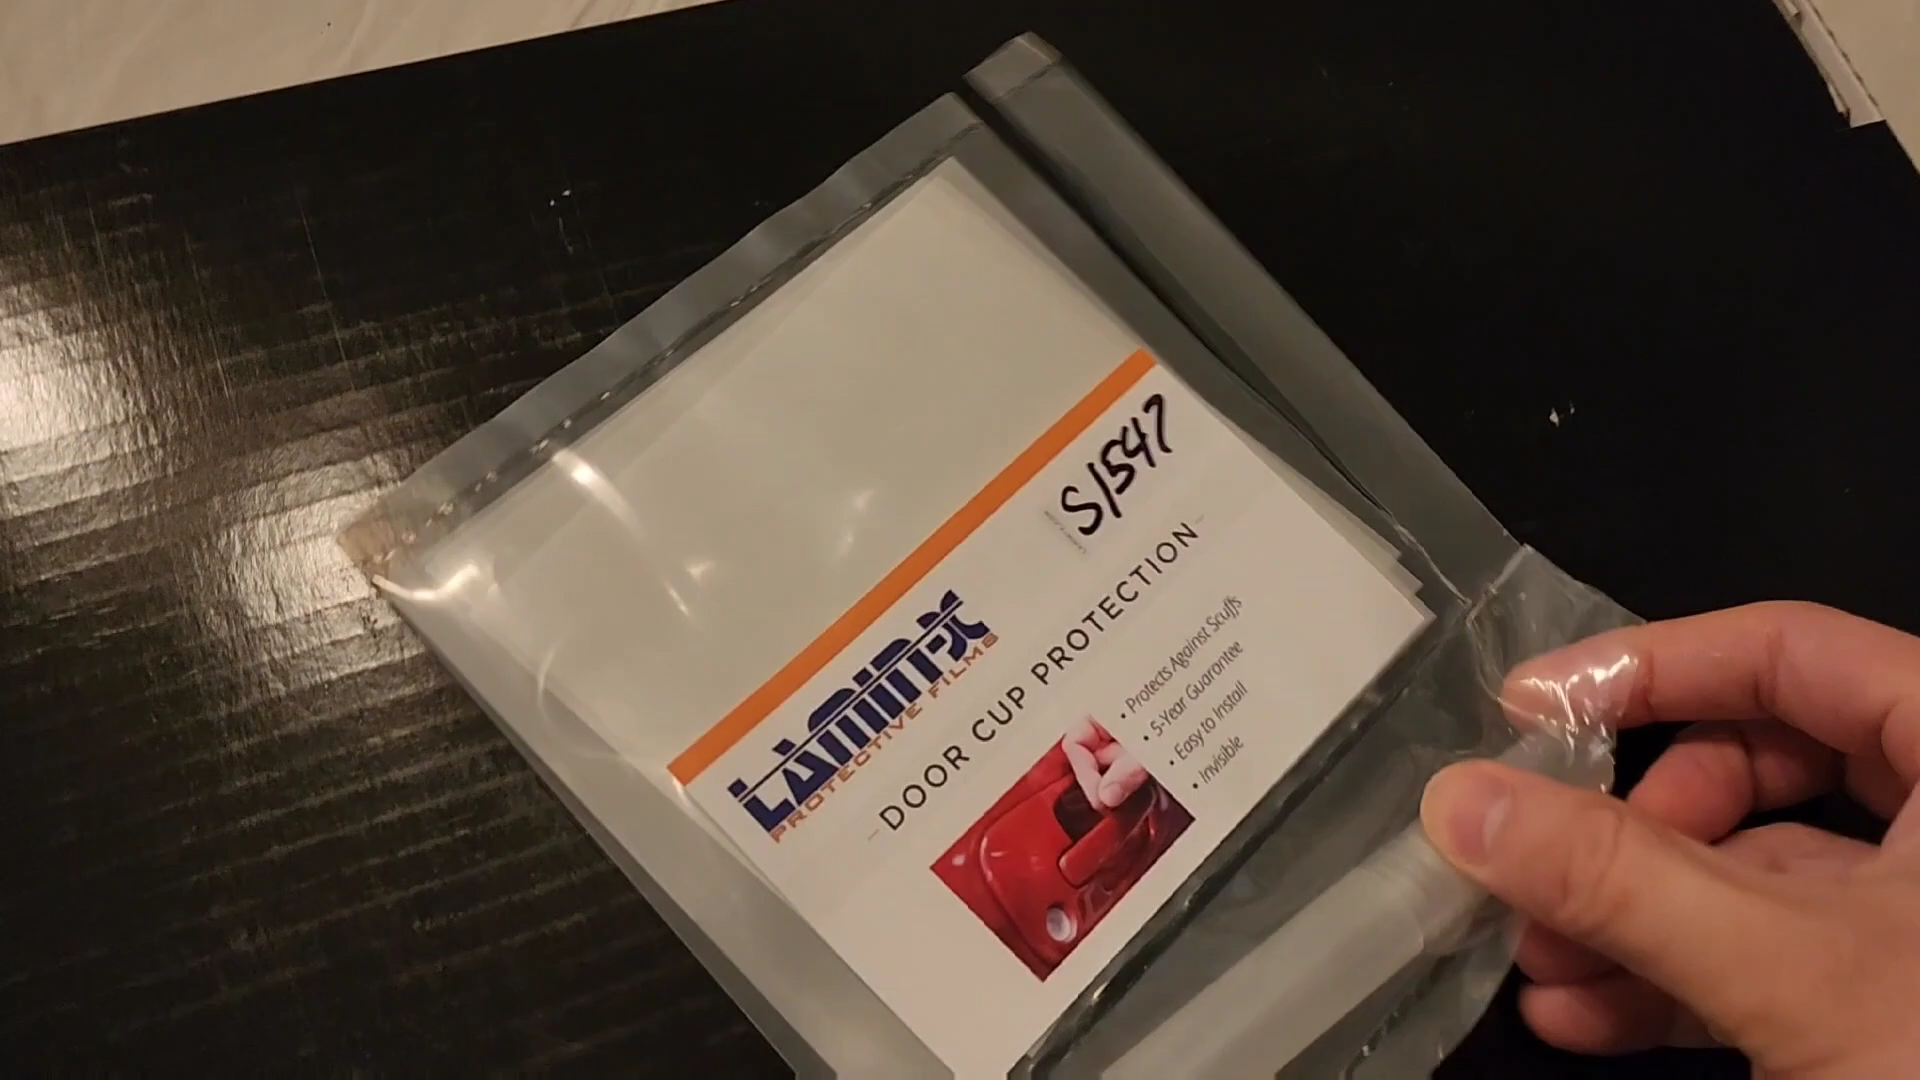 S1547
LAMIN-X
PROTECTIVE FILMS
DOOR CUP PROTECTION
• Protects Against Scuffs
• 5-Year Guarantee
• Easy to Install
• Invisible